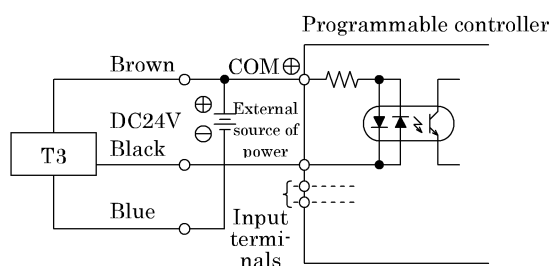 Programmable controller
Brown
COM⊕
⊕
DC24V
External
source of
power
⊖
T3
Black
Blue
Input
termi-
nals